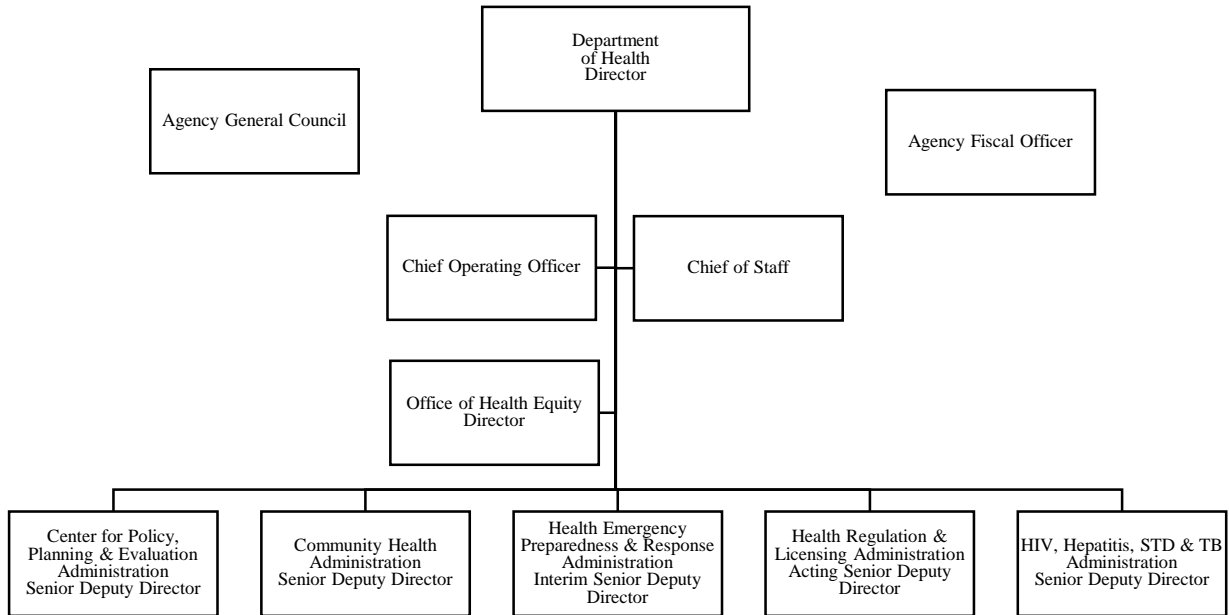 Department
of Health
Director
Agency General Council
Agency Fiscal Officer
Chief Operating Officer
Chief of Staff
Office of Health Equity
Director
Center for Policy,
Planning & Evaluation
Administration
Senior Deputy Director
Community Health
Administration
Senior Deputy Director
Health Emergency
Preparedness & Response
Administration
Interim Senior Deputy
Director
Health Regulation &
Licensing Administration
Acting Senior Deputy
Director
HIV, Hepatitis, STD & TB
Administration
Senior Deputy Director